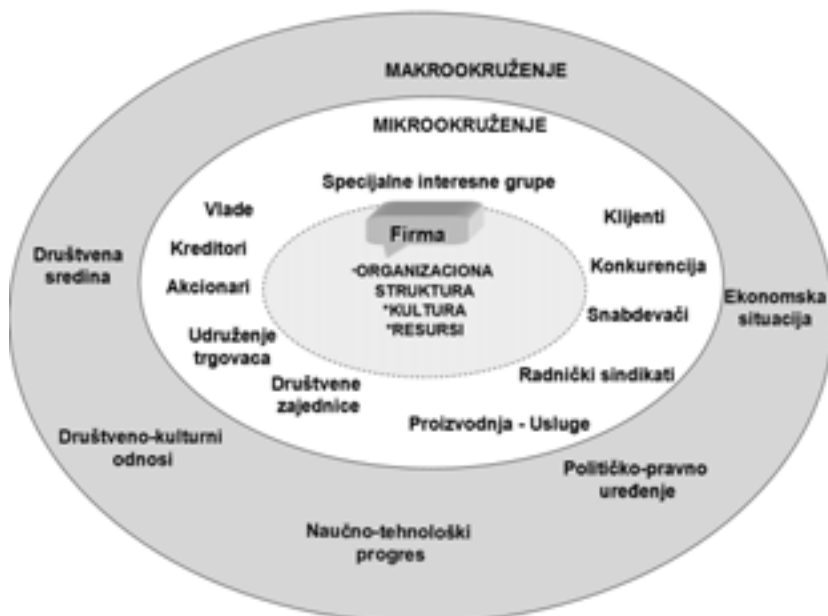 MAKROOKRUŽENJE
MIKROOKRUŽENJE
Specijalne interesne grupe
Vlade
Kreditori
Akcionari
Udruženje
trgovaca
Društvene
zajednice
Firma
*ORGANIZACIONA
STRUKTURA
*KULTURA
*RESURSI
Klijenti
Konkurencija
Snabdevači
Radnički sindikati
Proizvodnja - Usluge
Društvena
sredina
Ekonomska
situacija
Društveno-kulturni
odnosi
Političko-pravno
uređenje
Naučno-tehnološki
progres